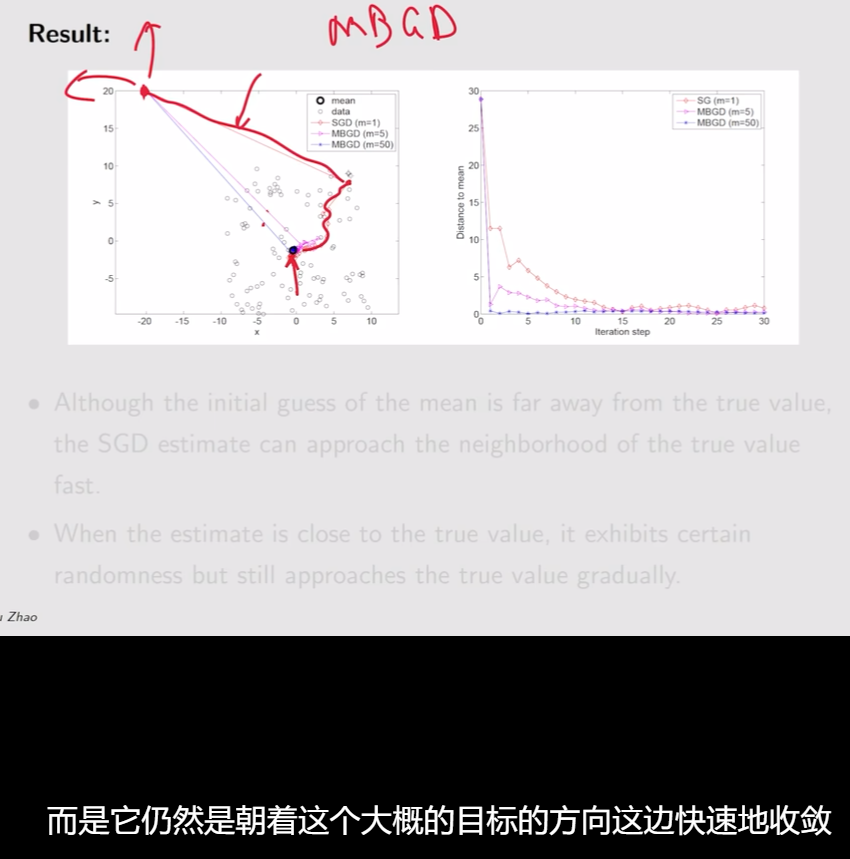 Result:
MBGD
20
15
10
5
0
-5
y
-20
-15
-10
-5
0
5
10
x
mean
data
SGD (m=1)
MBGD (m=5)
MBGD (m=50)
30
25
20
15
10
5
0
Distance to mean
0
5
10
15
20
25
30
Iteration step
SG (m=1)
MBGD (m=5)
MBGD (m=50)
● Although the initial guess of the mean is far away from the true value,
the SGD estimate can approach the neighborhood of the true value
fast.
● When the estimate is close to the true value, it exhibits certain
randomness but still approaches the true value gradually.
Zhao
而是它仍然是朝着这个大概的目标的方向这边快速地收敛